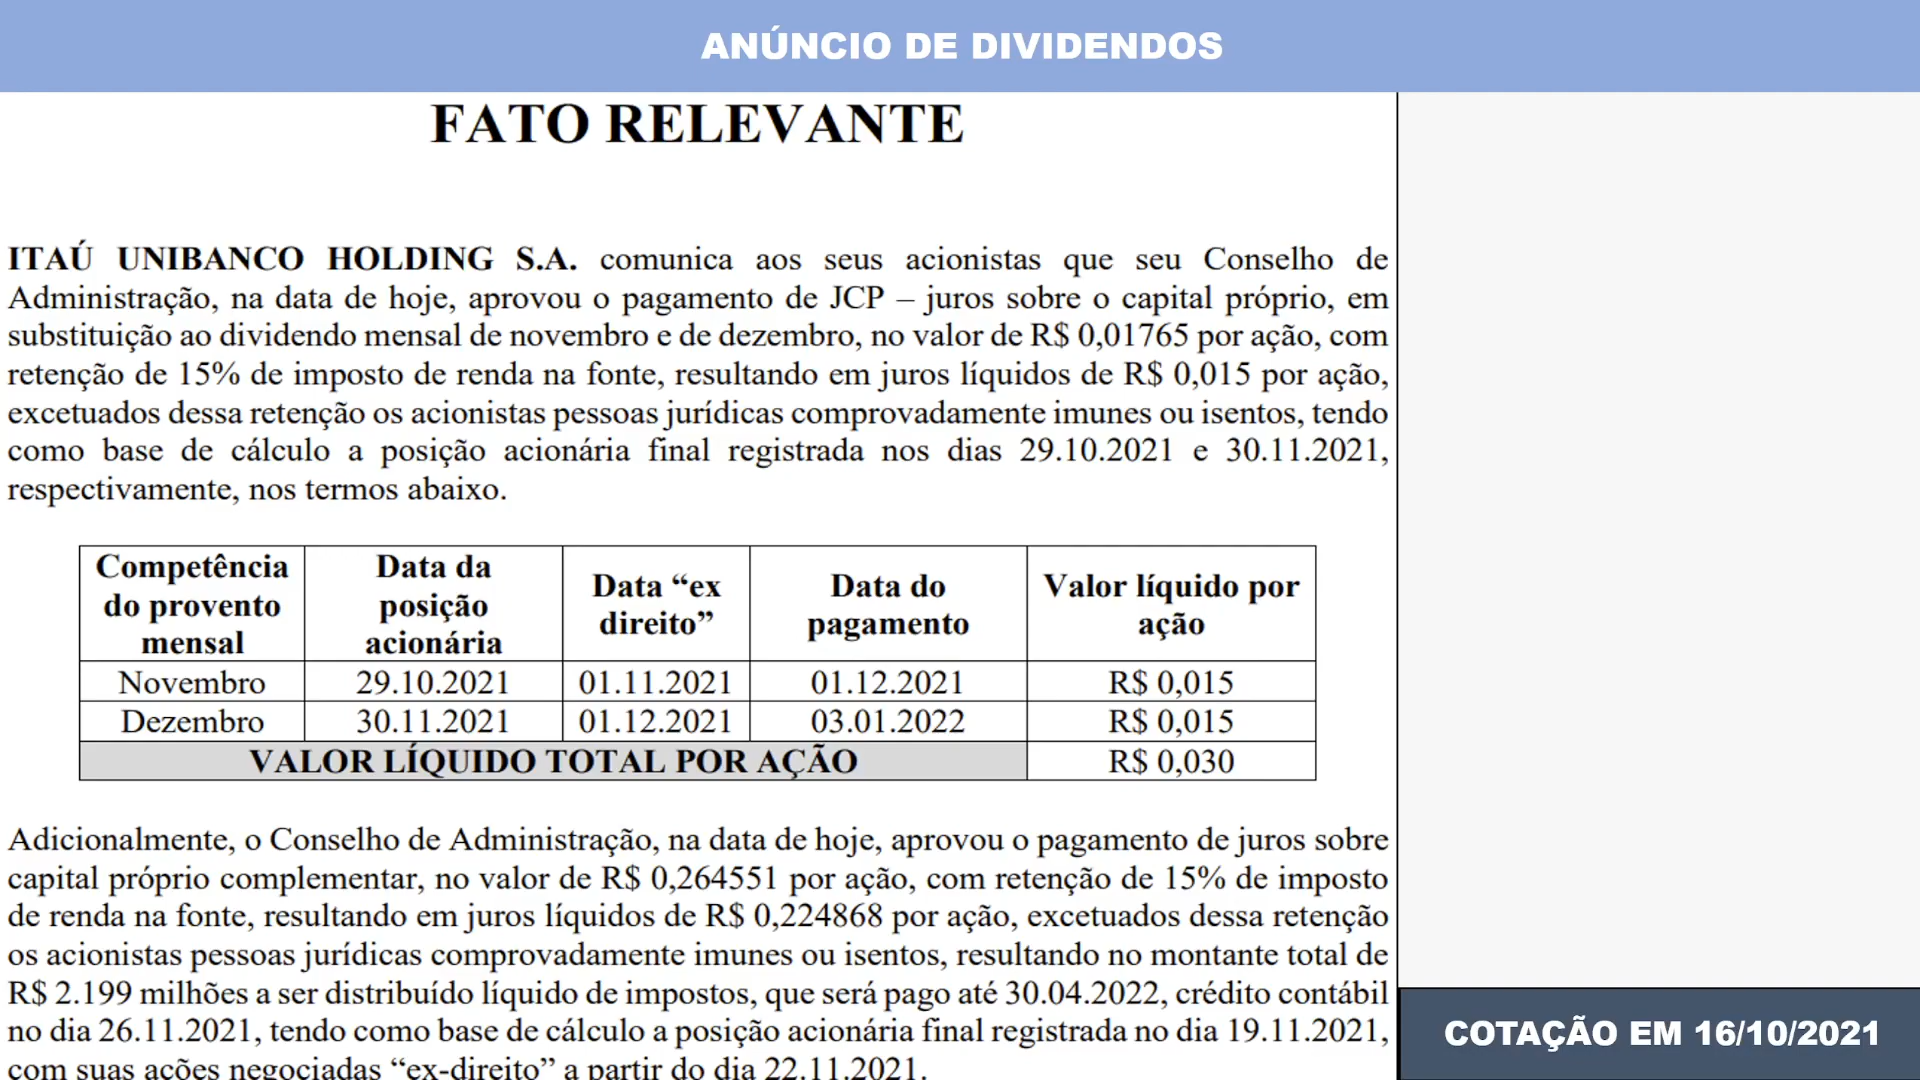 ANÚNCIO DE DIVIDENDOS
FATO RELEVANTE
ITAÚ UNIBANCO HOLDING S.A. comunica aos seus acionistas que seu Conselho de
Administração, na data de hoje, aprovou o pagamento de JCP – juros sobre o capital próprio, em
substituição ao dividendo mensal de novembro e de dezembro, no valor de R$ 0,01765 por ação, com
retenção de 15% de imposto de renda na fonte, resultando em juros líquidos de R$ 0,015 por ação,
excetuados dessa retenção os acionistas pessoas jurídicas comprovadamente imunes ou isentos, tendo
como base de cálculo a posição acionária final registrada nos dias 29.10.2021 e 30.11.2021,
respectivamente, nos termos abaixo.
Competência do provento mensal Data da posição acionária Data “ex direito” Data do pagamento Valor líquido por ação
Novembro 29.10.2021 01.11.2021 01.12.2021 R$ 0,015
Dezembro 30.11.2021 01.12.2021 03.01.2022 R$ 0,015
VALOR LÍQUIDO TOTAL POR AÇÃO R$ 0,030
Adicionalmente, o Conselho de Administração, na data de hoje, aprovou o pagamento de juros sobre
capital próprio complementar, no valor de R$ 0,264551 por ação, com retenção de 15% de imposto
de renda na fonte, resultando em juros líquidos de R$ 0,224868 por ação, excetuados dessa retenção
os acionistas pessoas jurídicas comprovadamente imunes ou isentos, resultando no montante total de
R$ 2.199 milhões a ser distribuído líquido de impostos, que será pago até 30.04.2022, crédito contábil
no dia 26.11.2021, tendo como base de cálculo a posição acionária final registrada no dia 19.11.2021,
com suas ações negociadas “ex-direito” a partir do dia 22.11.2021.
COTAÇÃO EM 16/10/2021